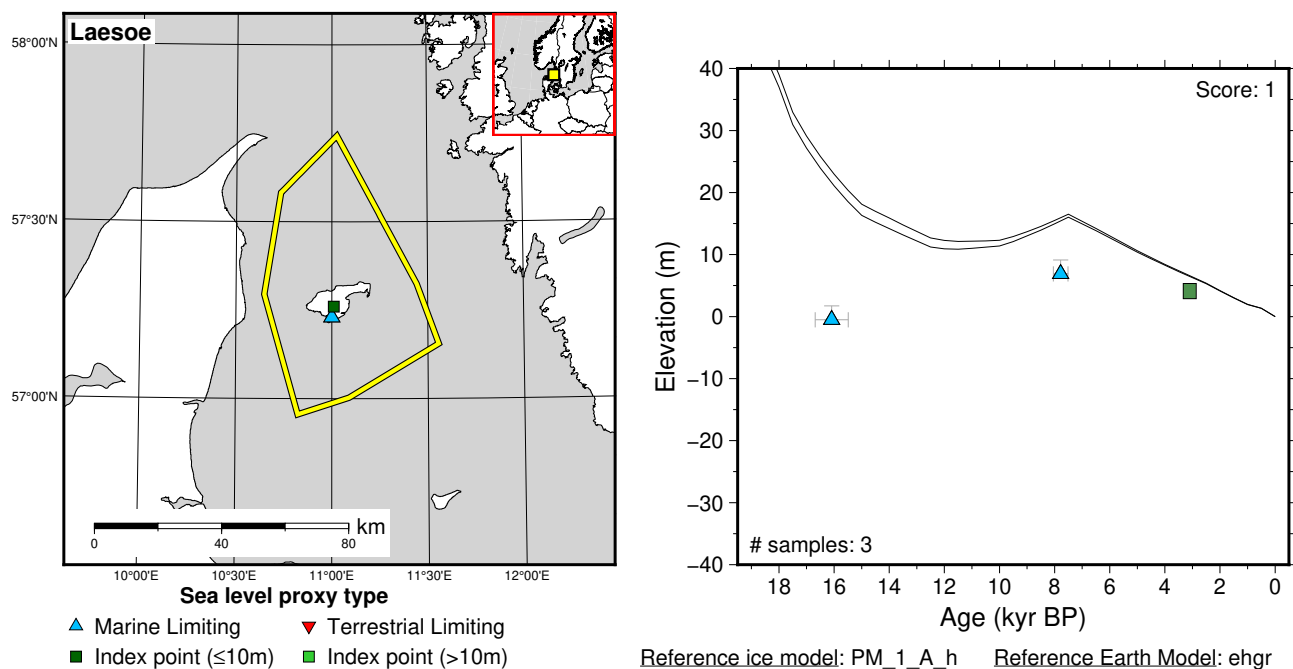 Laesoe
58°00'N
57°30'N
57°00'N
km
0
20
40
60
80
10°00'E
10°30'E
11°00'E
11°30'E
12°00'E
Sea level proxy type
Marine Limiting
Terrestrial Limiting
Index point (≤10m)
Index point (>10m)
Score: 1
40
30
20
10
0
−10
−20
−30
−40
Elevation (m)
# samples: 3
18 16 14 12 10 8 6 4 2 0
Age (kyr BP)
Reference ice model: PM_1_A_h
Reference Earth Model: ehgr